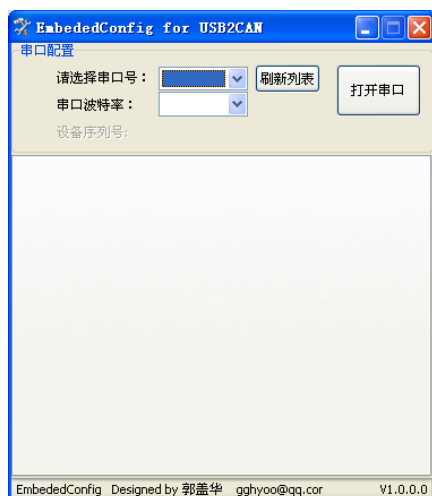 EmbededConfig for USB2CAN
串口配置
请选择串口号：
刷新列表
打开串口
串口波特率：
设备序列号:
EmbededConfig Designed by 郭盖华 gghyoo@qq.cor V1.0.0.0